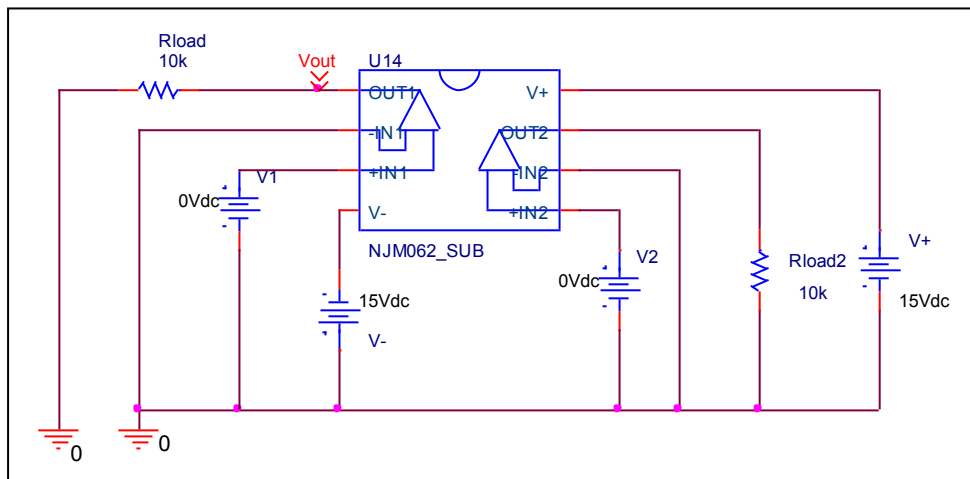 Rload
10k
Vout
U14
OUT1
V+
-IN1
OUT2
+IN1
-IN2
V-
+IN2
NJM062_SUB
V1
0Vdc
15Vdc
V-
V2
0Vdc
Rload2
10k
V+
15Vdc
0
0